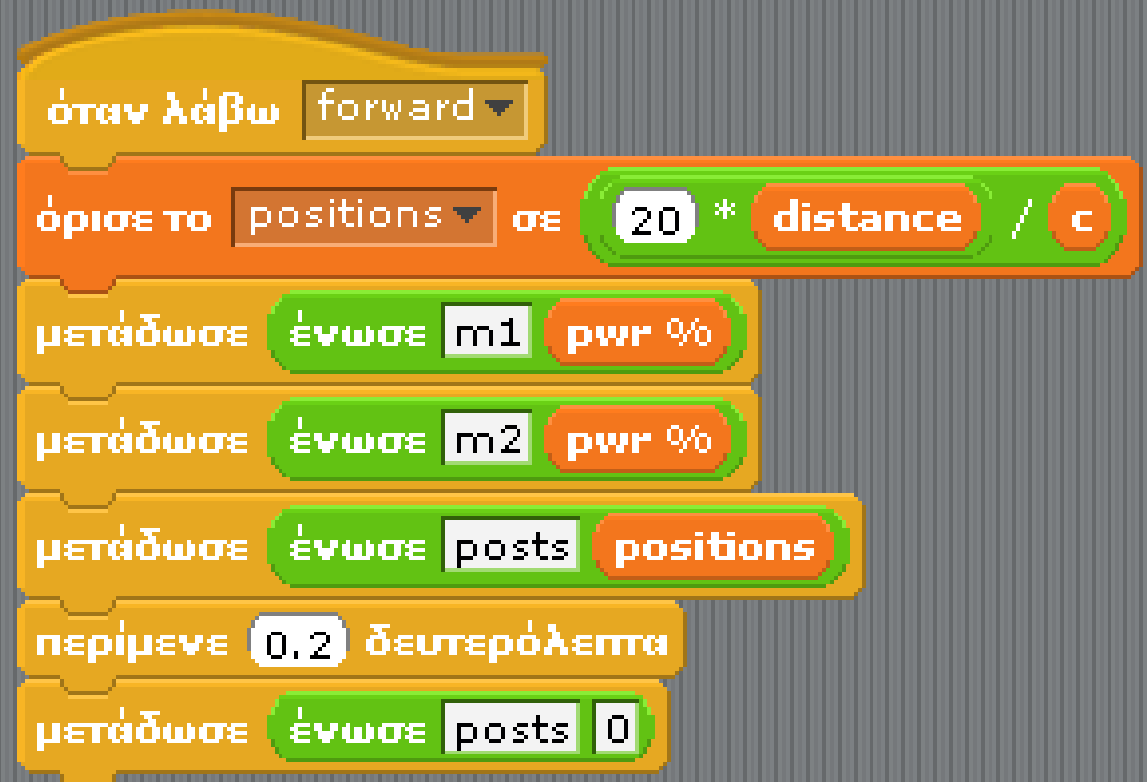 όταν λάβω forward
όρισε το positions σε 20 * distance / c
μετάδωσε ένωσε m1 pwr %
μετάδωσε ένωσε m2 pwr %
μετάδωσε ένωσε posts positions
περίμενε 0.2 δευτερόλεπτα
μετάδωσε ένωσε posts 0